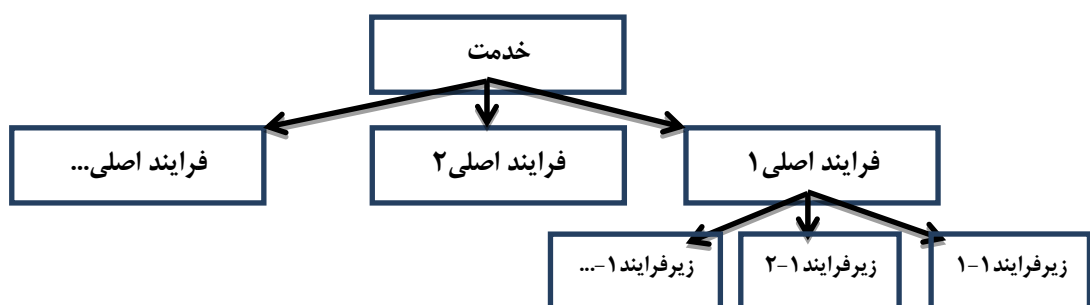 خدمت
فرایند اصلی۱
فرایند اصلی۲
فرایند اصلی...
زیرفرایند۱-۱
زیرفرایند۱-۲
زیرفرایند۱-...